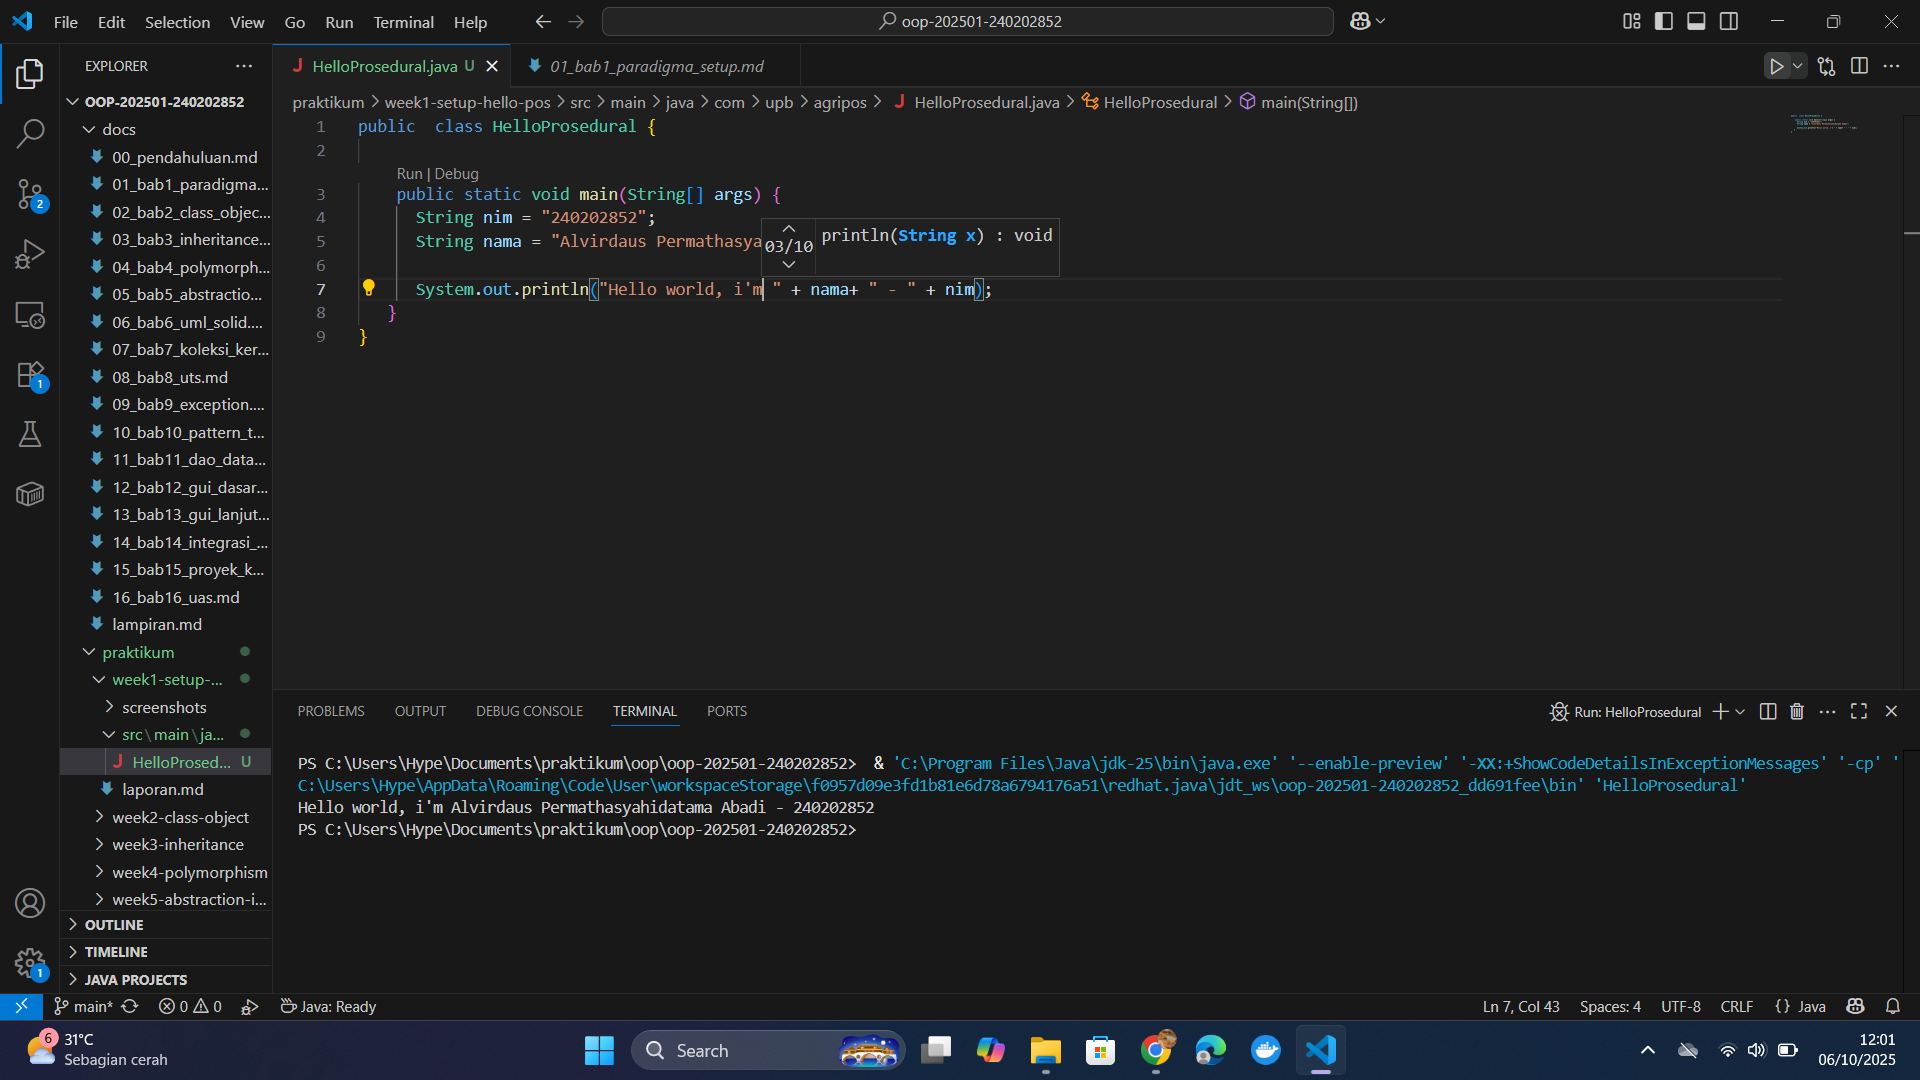 File Edit Selection View Go Run Terminal Help
oop-202501-240202852
EXPLORER
OOP-202501-240202852
docs
00_pendahuluan.md
01_bab1_paradigma...
02_bab2_class_objec...
03_bab3_inheritance...
04_bab4_polymorph...
05_bab5_abstractio...
06_bab6_uml_solid....
07_bab7_koleksi_ker...
08_bab8_uts.md
09_bab9_exception....
10_bab10_pattern_t...
11_bab11_dao_data...
12_bab12_gui_dasar...
13_bab13_gui_lanjut...
14_bab14_integrasi_...
15_bab15_proyek_k...
16_bab16_uas.md
lampiran.md
praktikum
week1-setup-...
screenshots
src\main\ja...
J HelloProsed... U
laporan.md
week2-class-object
week3-inheritance
week4-polymorphism
week5-abstraction-i...
OUTLINE
TIMELINE
JAVA PROJECTS
2
1
1
J HelloProsedural.java U
01_bab1_paradigma_setup.md
praktikum > week1-setup-hello-pos > src > main > java > com > upb > agripos > J HelloProsedural.java > HelloProsedural > main(String[])
1 public  class HelloProsedural {
2
Run | Debug
3 public static void main(String[] args) {
4 String nim = "240202852";
5 String nama = "Alvirdaus Permathasya
6
7 System.out.println("Hello world, i'm " + nama+ " - " + nim);
8 }
9 }
03/10 println(String x) : void
PROBLEMS OUTPUT DEBUG CONSOLE TERMINAL PORTS
Run: HelloProsedural
PS C:\Users\Hype\Documents\praktikum\oop\oop-202501-240202852>  & 'C:\Program Files\Java\jdk-25\bin\java.exe' '--enable-preview' '-XX:+ShowCodeDetailsInExceptionMessages' '-cp' '
C:\Users\Hype\AppData\Roaming\Code\User\workspaceStorage\f0957d09e3fd1b81e6d78a6794176a51\redhat.java\jdt_ws\oop-202501-240202852_dd691fee\bin' 'HelloProsedural'
Hello world, i'm Alvirdaus Permathasyahidatama Abadi - 240202852
PS C:\Users\Hype\Documents\praktikum\oop\oop-202501-240202852>
main* 0 0 Java: Ready
Ln 7, Col 43 Spaces: 4 UTF-8 CRLF {} Java
6
31°C
Sebagian cerah
Search
12:01
06/10/2025